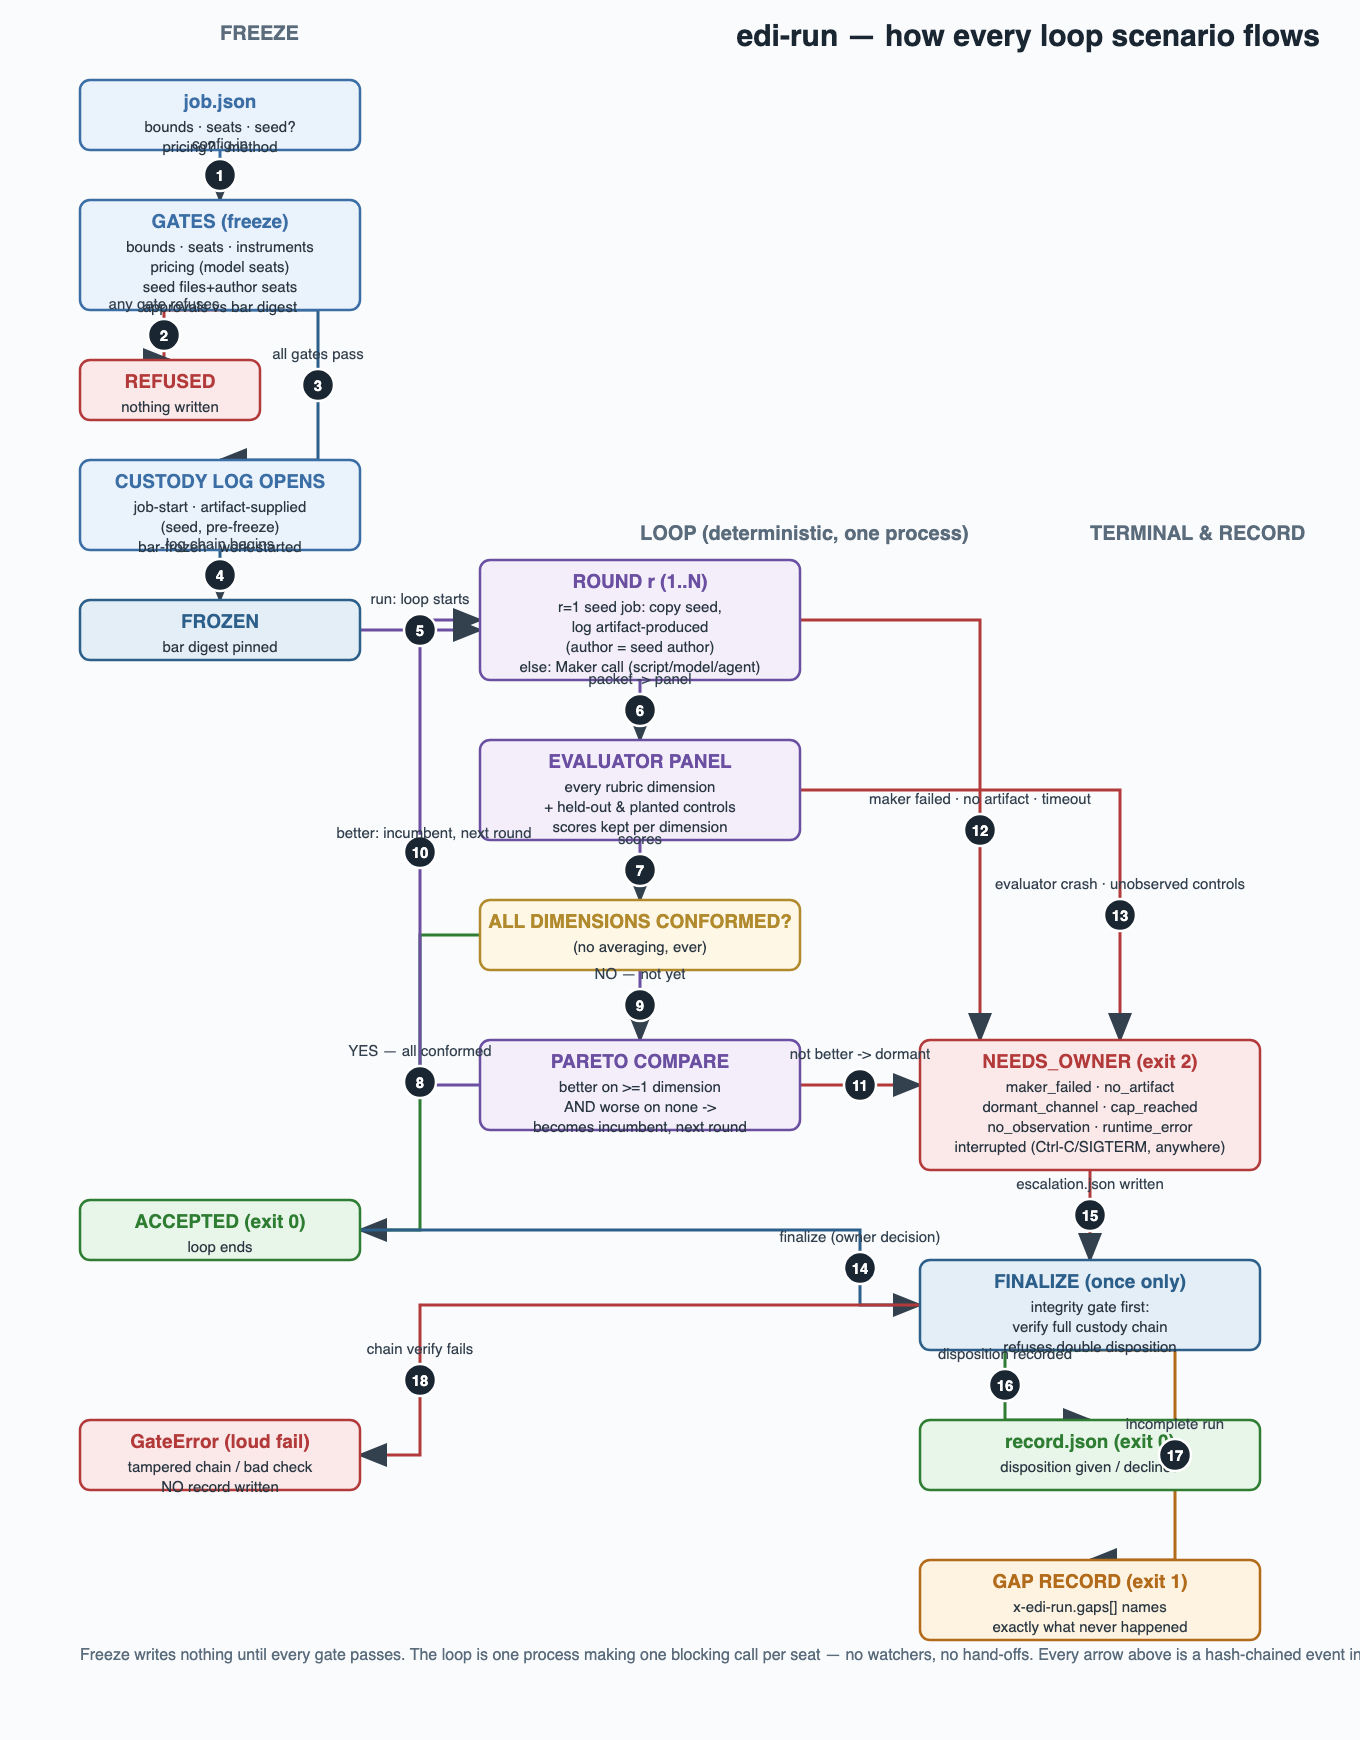 FREEZE
edi-run — how every loop scenario flows
job.json
bounds · seats · seed?
pricing? · method
config in
1
GATES (freeze)
bounds · seats · instruments
pricing (model seats)
seed files+author seats
approvals vs bar digest
any gate refuses
2
all gates pass
3
REFUSED
nothing written
CUSTODY LOG OPENS
job-start · artifact-supplied
(seed, pre-freeze)
bar-frozen · work-started
log chain begins
4
FROZEN
bar digest pinned
LOOP (deterministic, one process)
TERMINAL & RECORD
run: loop starts
5
ROUND r (1..N)
r=1 seed job: copy seed,
log artifact-produced
(author = seed author)
else: Maker call (script/model/agent)
packet -> panel
6
EVALUATOR PANEL
every rubric dimension
+ held-out & planted controls
scores kept per dimension
scores
7
maker failed · no artifact · timeout
12
better: incumbent, next round
10
evaluator crash · unobserved controls
13
ALL DIMENSIONS CONFORMED?
(no averaging, ever)
NO — not yet
9
YES — all conformed
8
PARETO COMPARE
better on >=1 dimension
AND worse on none ->
becomes incumbent, next round
not better -> dormant
11
NEEDS_OWNER (exit 2)
maker_failed · no_artifact
dormant_channel · cap_reached
no_observation · runtime_error
interrupted (Ctrl-C/SIGTERM, anywhere)
escalation.json written
15
ACCEPTED (exit 0)
loop ends
finalize (owner decision)
14
FINALIZE (once only)
integrity gate first:
verify full custody chain
refuses double disposition
chain verify fails
18
disposition recorded
16
incomplete run
17
GateError (loud fail)
tampered chain / bad check
NO record written
record.json (exit 0)
disposition given / decline
GAP RECORD (exit 1)
x-edi-run.gaps[] names
exactly what never happened
Freeze writes nothing until every gate passes. The loop is one process making one blocking call per seat — no watchers, no hand-offs. Every arrow above is a hash-chained event in